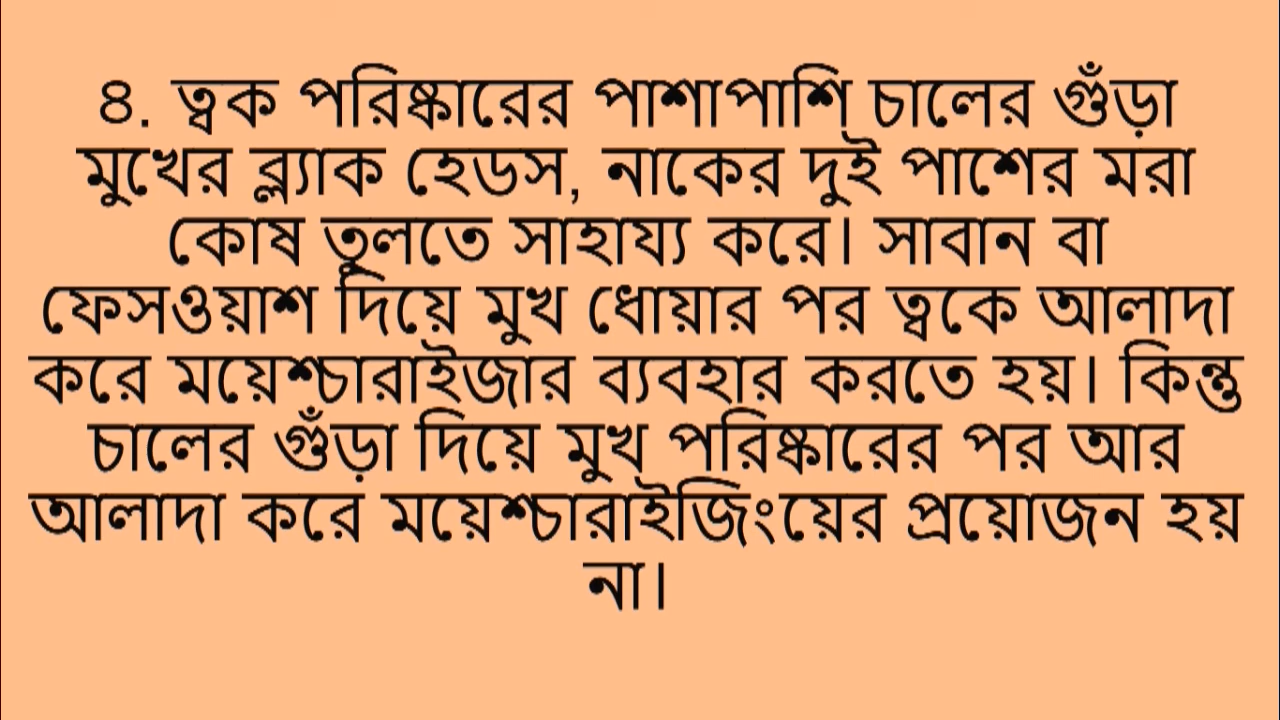 ৪. ত্বক পরিষ্কারের পাশাপাশি চালের গুঁড়া
মুখের ব্ল্যাক হেডস, নাকের দুই পাশের মরা
কোষ তুলতে সাহায্য করে। সাবান বা
ফেসওয়াশ দিয়ে মুখ ধোয়ার পর ত্বকে আলাদা
করে ময়েশ্চারাইজার ব্যবহার করতে হয়। কিন্তু
চালের গুঁড়া দিয়ে মুখ পরিষ্কারের পর আর
আলাদা করে ময়েশ্চারাইজিংয়ের প্রয়োজন হয়
না।